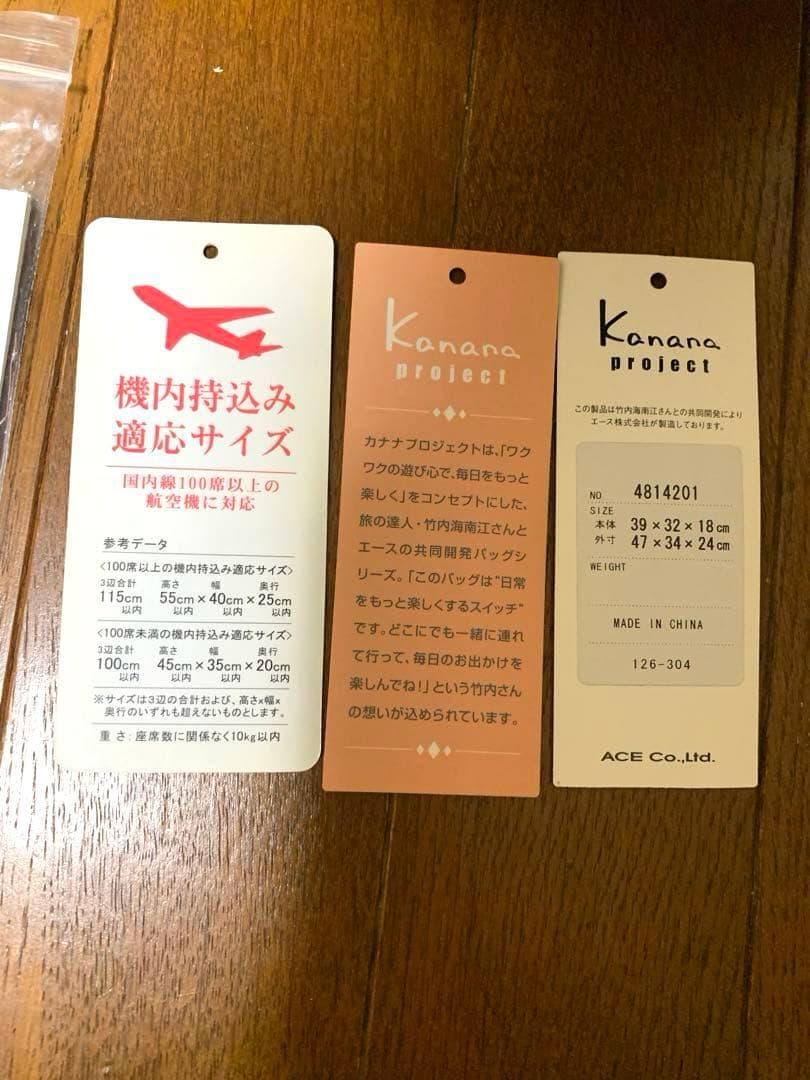 機内持込み
適応サイズ
国内線100席以上の
航空機に対応
参考データ
<100席以上の機内持込み適応サイズ>
3辺合計 高さ 幅 奥行
115cm 55cm×40cm×25cm
以内 以内 以内 以内
<100席未満の機内持込み適応サイズ>
3辺合計 高さ 幅 奥行
100cm 45cm×35cm×20cm
以内 以内 以内 以内
※サイズは3辺の合計および、高さ×幅×
奥行のいずれも超えないものとします。
重さ:座席数に関係なく10kg以内
Kanana
project
カナナプロジェクトは、「ワク
ワクの遊び心で、毎日をもっと
楽しく」をコンセプトにした、
旅の達人・竹内海南江さんと
エースの共同開発バッグシ
リーズ。「このバッグは"日常
をもっと楽しくするスイッチ"
です。どこにでも一緒に連れ
て行って、毎日のお出かけを
楽しんでね!」という竹内さん
の想いが込められています。
Kanana
project
この製品は竹内海南江さんとの共同開発により
エース株式会社が製造しております。
NO 4814201
SIZE
本体 39×32×18cm
外寸 47×34×24cm
WEIGHT
MADE IN CHINA
126-304
ACE Co.,Ltd.